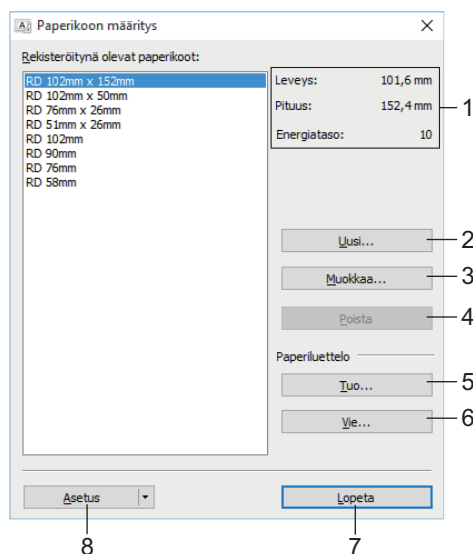 Paperikoon määritys
Rekisteröitynä olevat paperikoot:
RD 102mm x 152mm
RD 102mm x 50mm
RD 76mm x 26mm
RD 51mm x 26mm
RD 102mm
RD 90mm
RD 76mm
RD 58mm
Leveys: 101,6 mm
Pituus: 152,4 mm
Energiataso: 10
1
Uusi... 2
Muokkaa... 3
Poista 4
Paperiluettelo
Tuo... 5
Vie... 6
Asetus
Lopeta
8
7